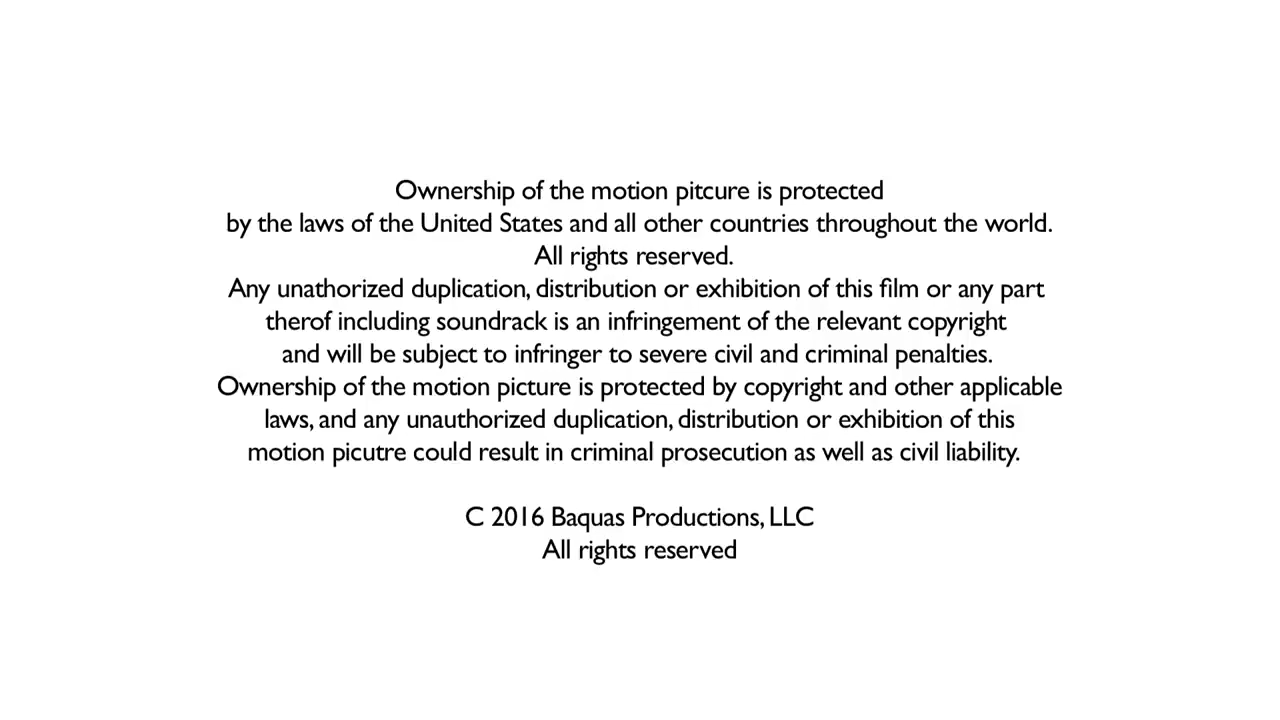 Ownership of the motion pitcure is protected
by the laws of the United States and all other countries throughout the world.
All rights reserved.
Any unathorized duplication, distribution or exhibition of this film or any part
therof including soundrack is an infringement of the relevant copyright
and will be subject to infringer to severe civil and criminal penalties.
Ownership of the motion picture is protected by copyright and other applicable
laws, and any unauthorized duplication, distribution or exhibition of this
motion picutre could result in criminal prosecution as well as civil liability.
C 2016 Baquas Productions, LLC
All rights reserved